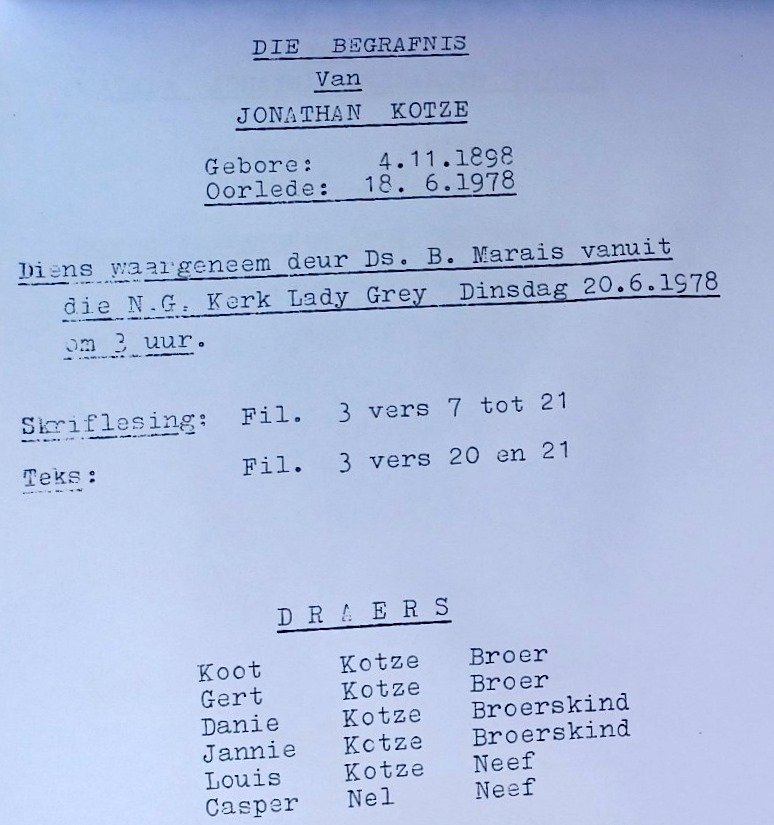 DIE BEGRAFNIS
Van
JONATHAN KOTZE
Gebore: 4.11.1898
Oorlede: 18. 6.1978
Diens waargeneem deur Ds. B. Marais vanuit
die N.G. Kerk Lady Grey Dinsdag 20.6.1978
om 3 uur.
Skriflesing: Fil. 3 vers 7 tot 21
Teks: Fil. 3 vers 20 en 21
D R A E R S
Koot Kotze Broer
Gert Kotze Broer
Danie Kotze Broerskind
Jannie Kotze Broerskind
Louis Kotze Neef
Casper Nel Neef